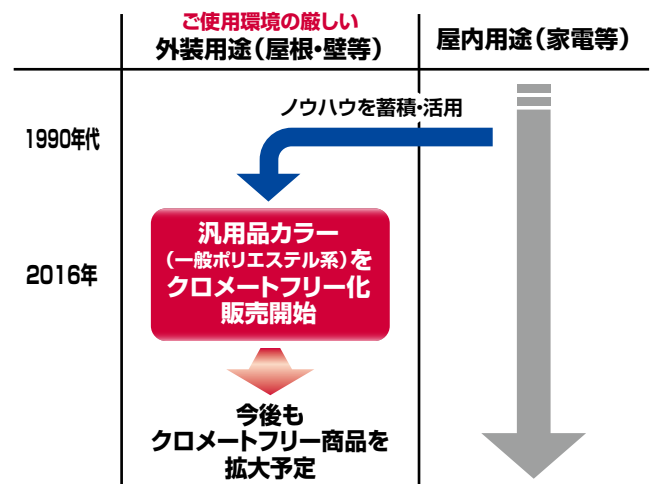 ご使用環境の厳しい
外装用途(屋根・壁等)
屋内用途(家電等)
ノウハウを蓄積・活用
1990年代
汎用品カラー
(一般ポリエステル系)を
クロメートフリー化
販売開始
2016年
今後も
クロメートフリー商品を
拡大予定